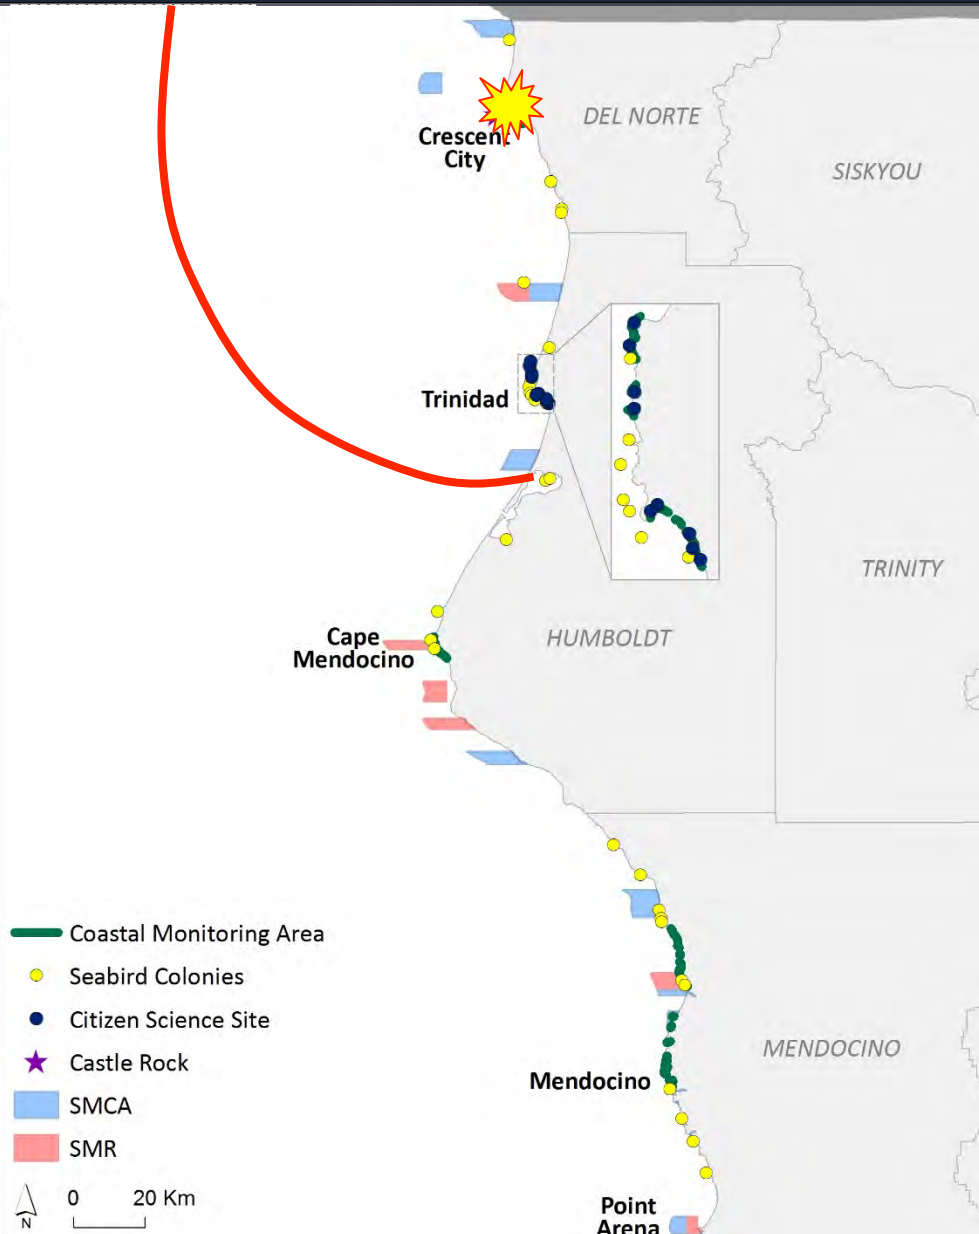 DEL NORTE
Crescent
City
SISKYOU
Trinidad
TRINITY
Cape
Mendocino
HUMBOLDT
Coastal Monitoring Area
Seabird Colonies
Citizen Science Site
Castle Rock
SMCA
SMR
MENDOCINO
Mendocino
N
0 20 Km
Point
Arena